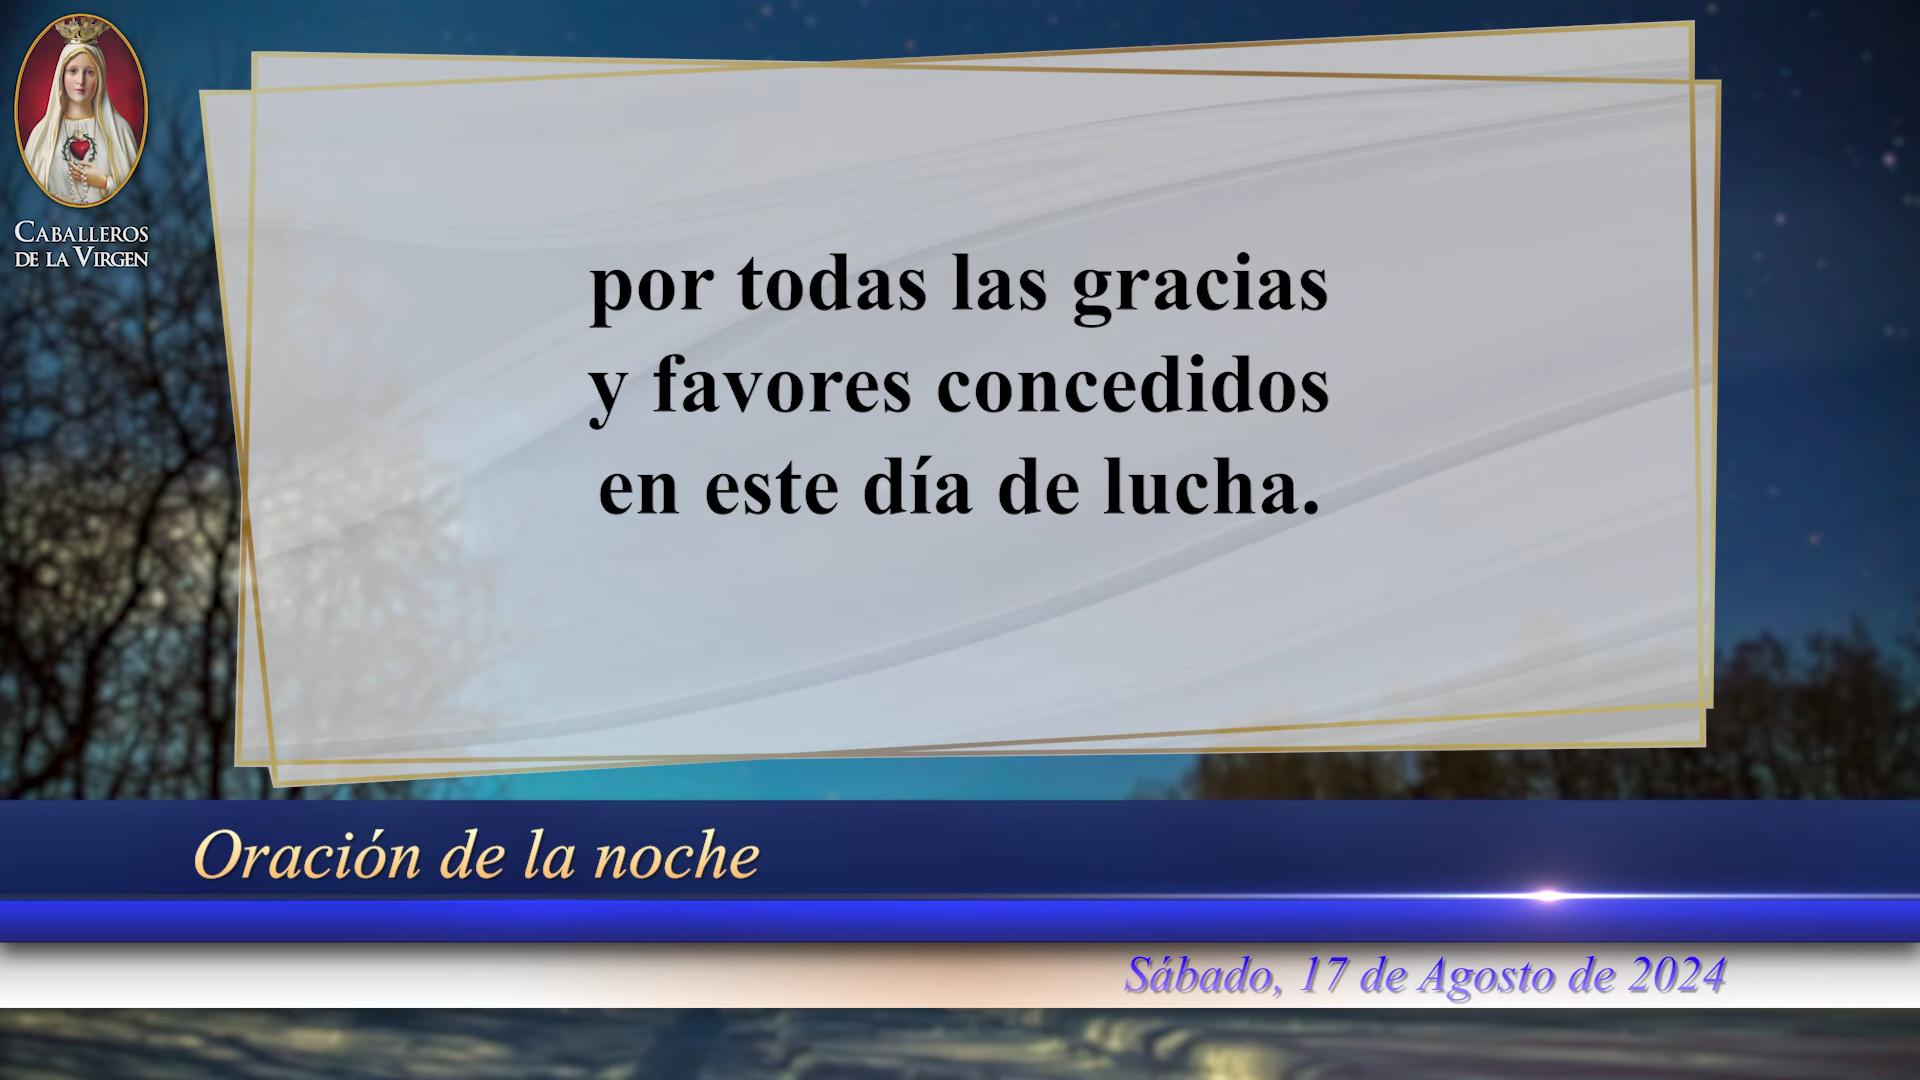 CABALLEROS
DE LA VIRGEN
por todas las gracias
y favores concedidos
en este día de lucha.
Oración de la noche
Sábado, 17 de Agosto de 2024